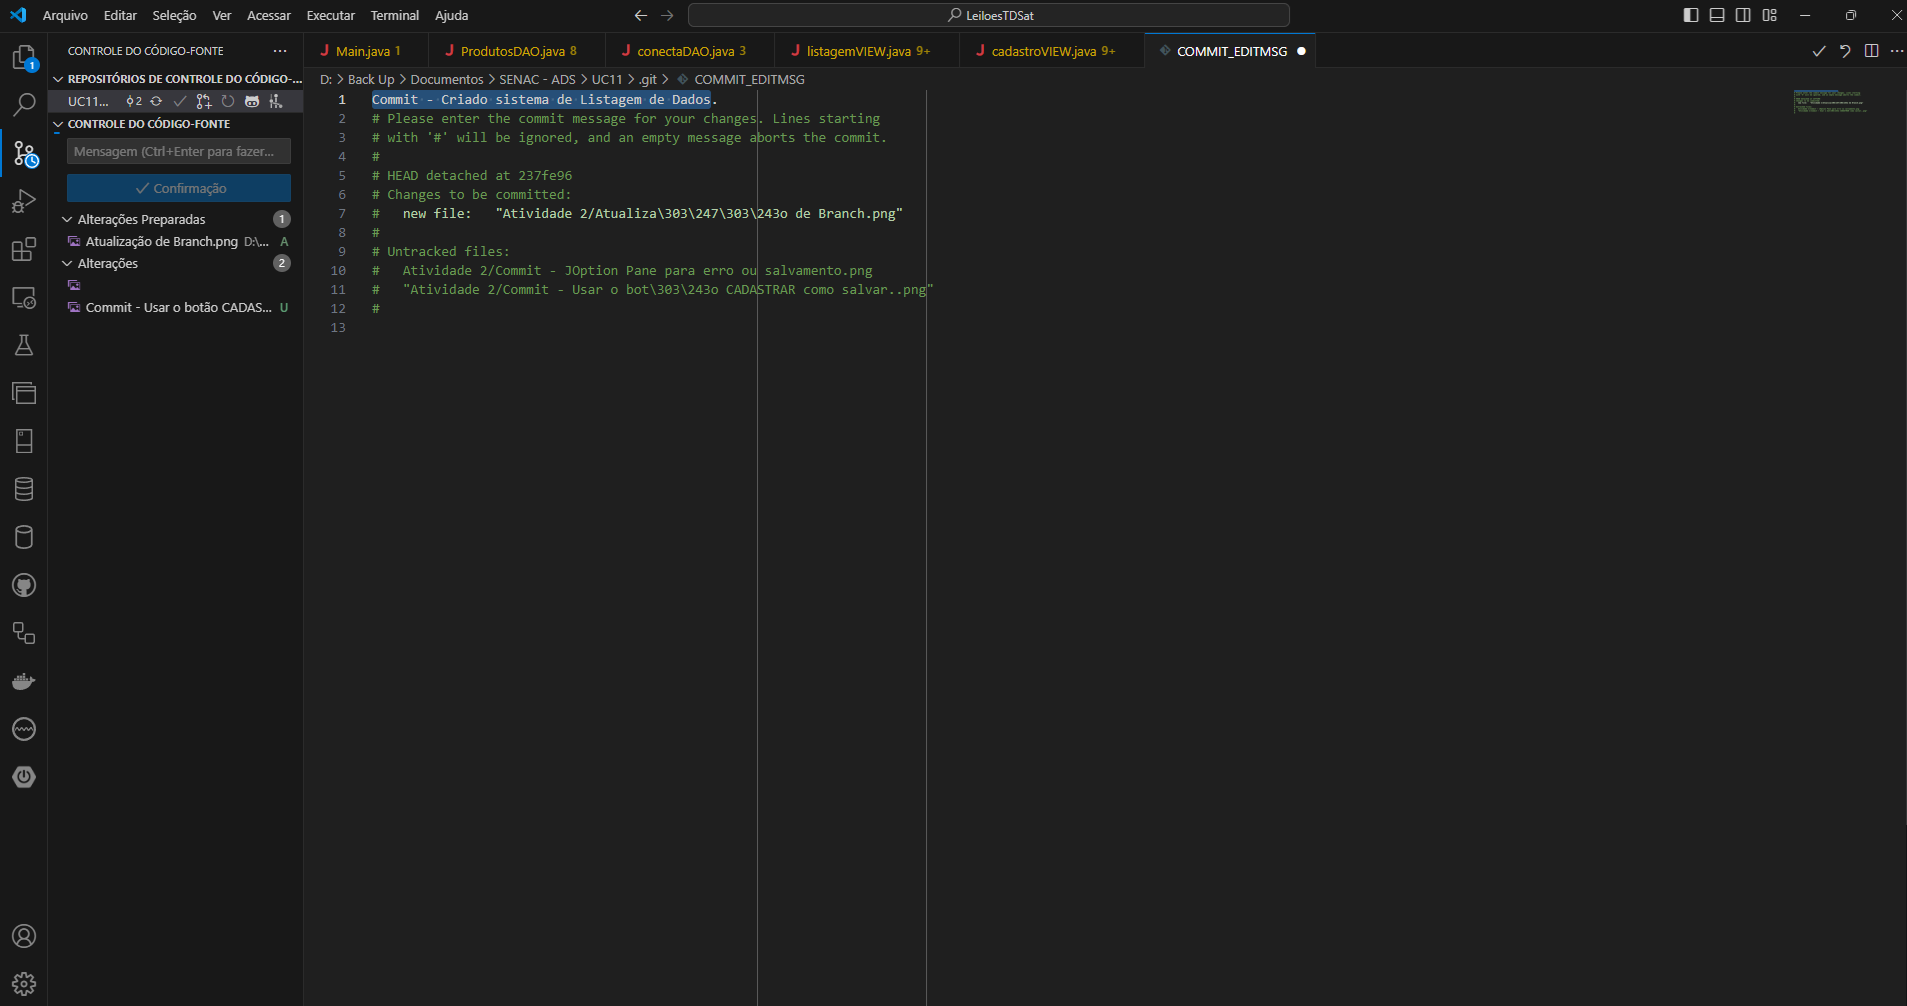 Arquivo Editar Seleção Ver Acessar Executar Terminal Ajuda
LeiloesTDSat
CONTROLE DO CÓDIGO-FONTE
Main.java 1
ProdutosDAO.java 8
conectaDAO.java 3
listagemVIEW.java 9+
cadastroVIEW.java 9+
COMMIT_EDITMSG
D: > Back Up > Documentos > SENAC - ADS > UC11 > .git > COMMIT_EDITMSG
1
REPOSITÓRIOS DE CONTROLE DO CÓDIGO-...
UC11... 2
CONTROLE DO CÓDIGO-FONTE
Mensagem (Ctrl+Enter para fazer...
Confirmação
Alterações Preparadas 1
Atualização de Branch.png D:\... A
Alterações 2
Commit - Usar o botão CADAS... U
1 Commit - Criado sistema de Listagem de Dados.
2 # Please enter the commit message for your changes. Lines starting
3 # with '#' will be ignored, and an empty message aborts the commit.
4 #
5 # HEAD detached at 237fe96
6 # Changes to be committed:
7 # new file: "Atividade 2/Atualiza\303\247\303\243o de Branch.png"
8 #
9 # Untracked files:
10 # Atividade 2/Commit - JOption Pane para erro ou salvamento.png
11 # "Atividade 2/Commit - Usar o bot\303\243o CADASTRAR como salvar..png"
12 #
13